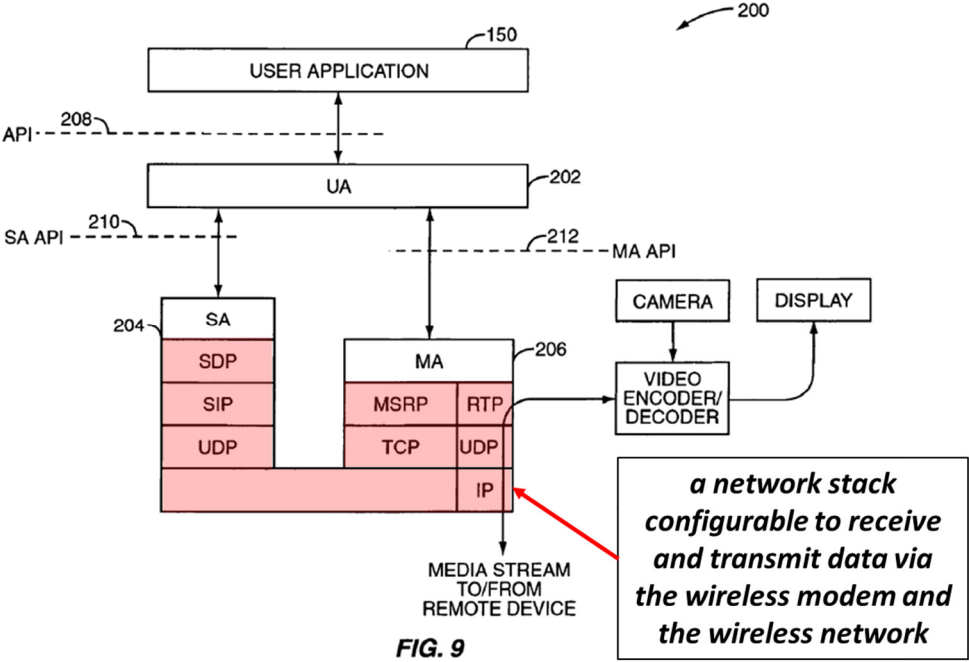 200
150
USER APPLICATION
API
208
UA
202
SA API
210
212
MA API
CAMERA
DISPLAY
204
SA
206
SDP
MA
VIDEO
ENCODER/
DECODER
SIP
MSRP
RTP
UDP
TCP
UDP
IP
MEDIA STREAM
TO/FROM
REMOTE DEVICE
a network stack
configurable to receive
and transmit data via
the wireless modem and
the wireless network
FIG. 9